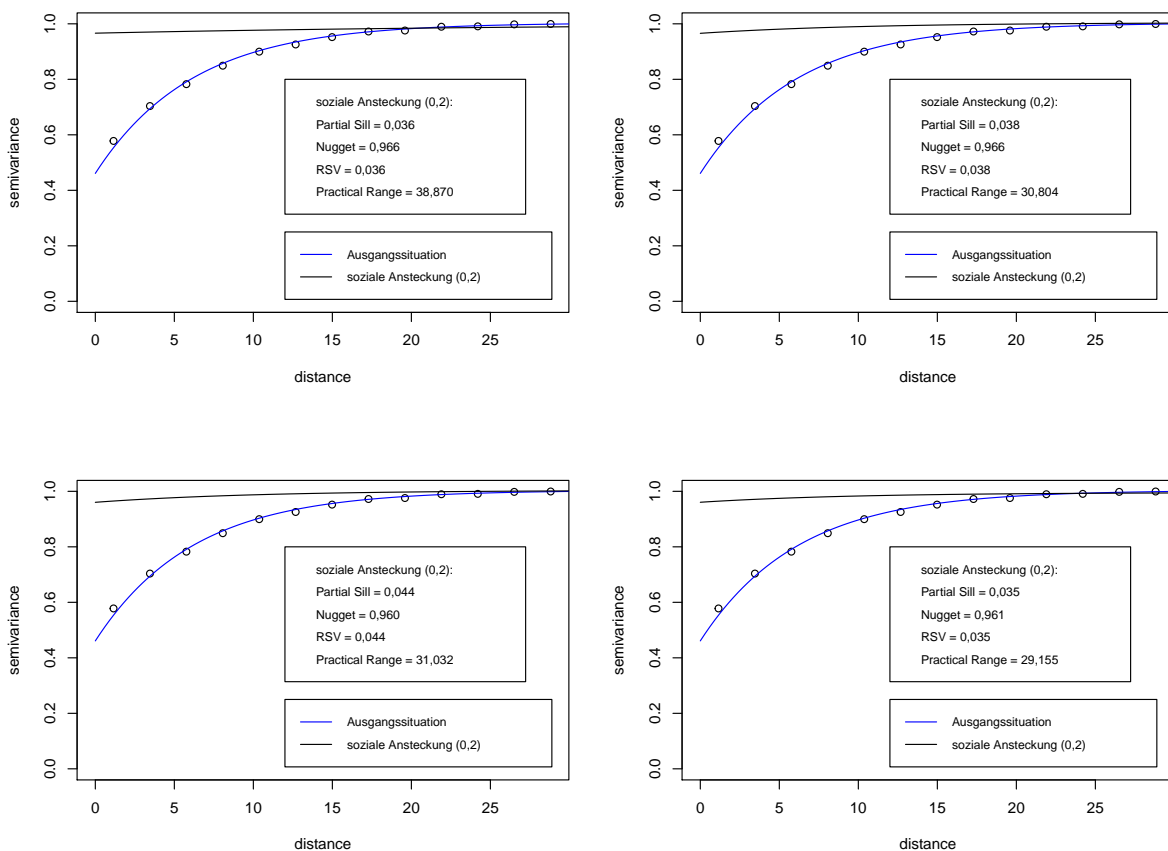 1.0
0.8
0.6
0.4
0.2
0.0
semivariance
soziale Ansteckung (0,2):
Partial Sill = 0,036
Nugget = 0,966
RSV = 0,036
Practical Range = 38,870
Ausgangssituation
soziale Ansteckung (0,2)
0 5 10 15 20 25
distance
1.0
0.8
0.6
0.4
0.2
0.0
semivariance
soziale Ansteckung (0,2):
Partial Sill = 0,038
Nugget = 0,966
RSV = 0,038
Practical Range = 30,804
Ausgangssituation
soziale Ansteckung (0,2)
0 5 10 15 20 25
distance
1.0
0.8
0.6
0.4
0.2
0.0
semivariance
soziale Ansteckung (0,2):
Partial Sill = 0,044
Nugget = 0,960
RSV = 0,044
Practical Range = 31,032
Ausgangssituation
soziale Ansteckung (0,2)
0 5 10 15 20 25
distance
1.0
0.8
0.6
0.4
0.2
0.0
semivariance
soziale Ansteckung (0,2):
Partial Sill = 0,035
Nugget = 0,961
RSV = 0,035
Practical Range = 29,155
Ausgangssituation
soziale Ansteckung (0,2)
0 5 10 15 20 25
distance